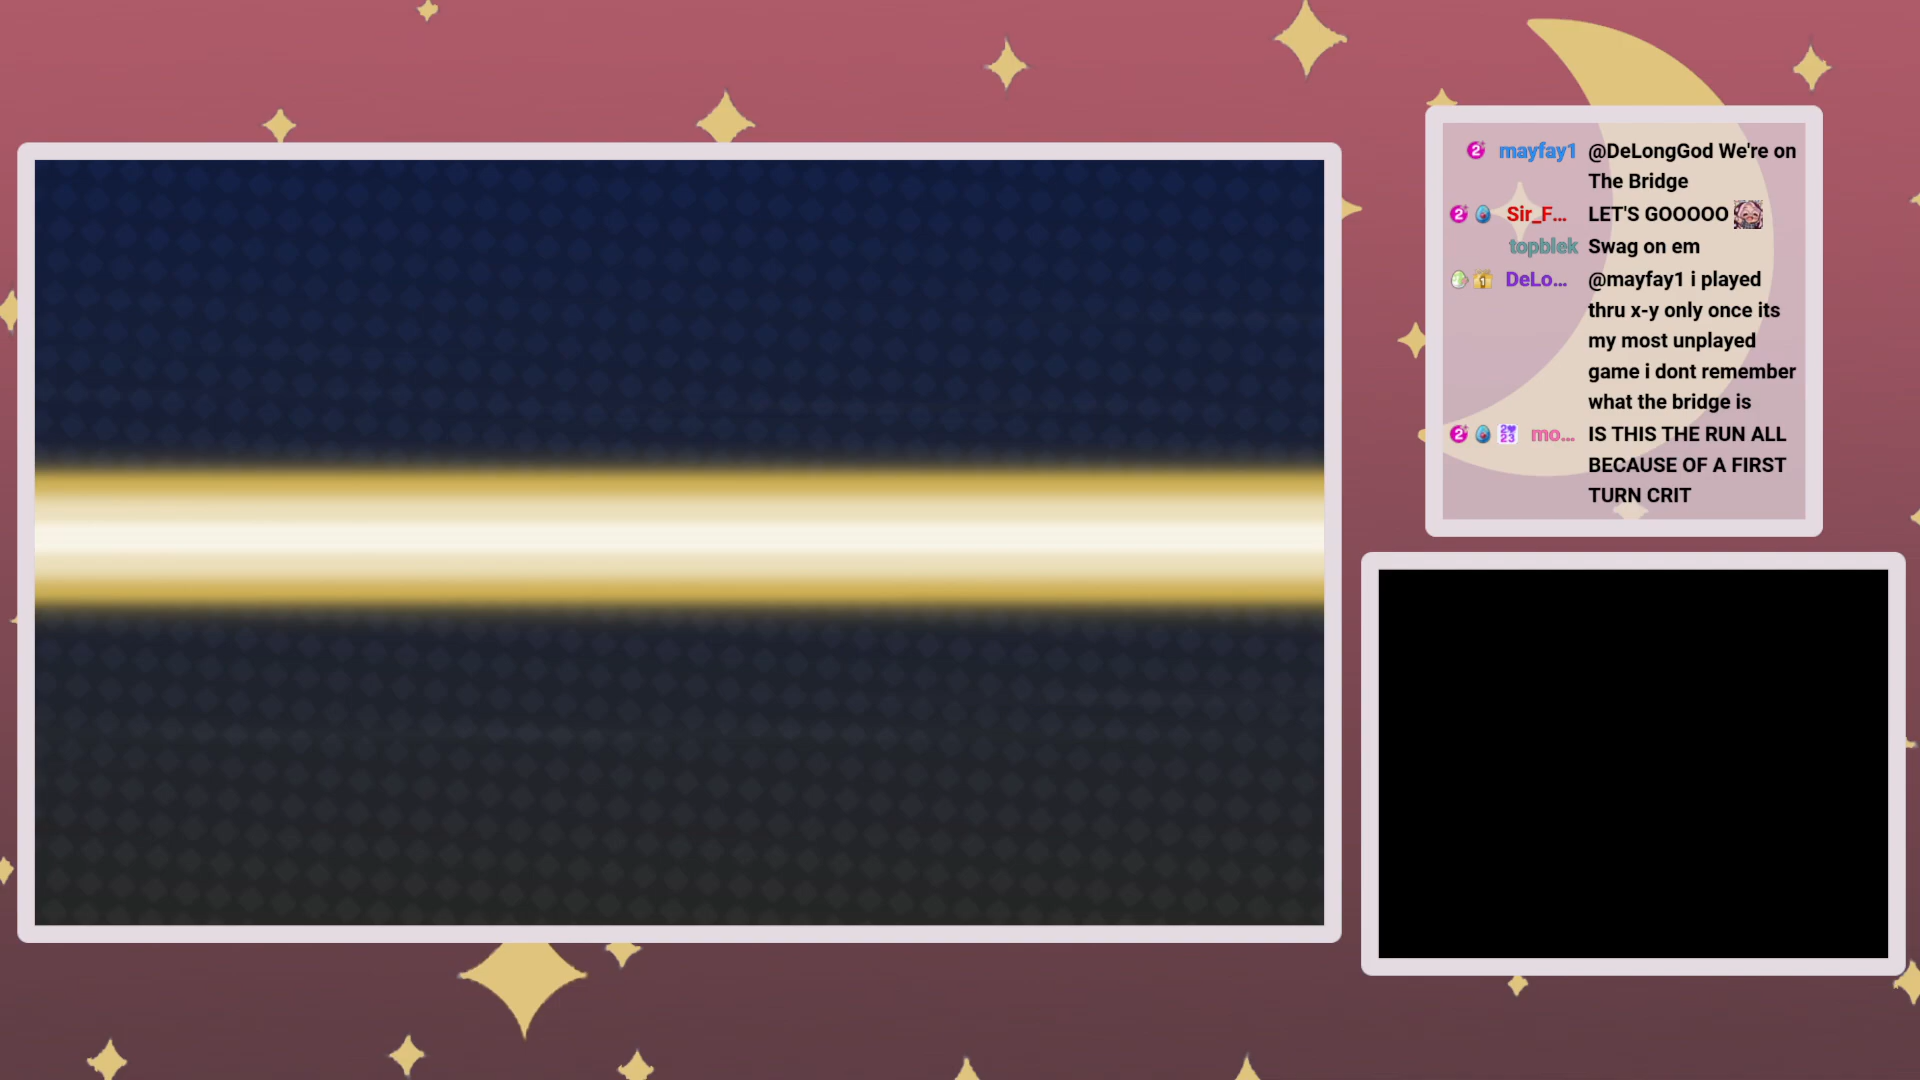 mayfay1 @DeLongGod We're on
The Bridge
Sir_F... LET'S GOOOOO
topblek Swag on em
DeLo... @mayfay1 i played
thru x-y only once its
my most unplayed
game i dont remember
what the bridge is
mo... IS THIS THE RUN ALL
BECAUSE OF A FIRST
TURN CRIT